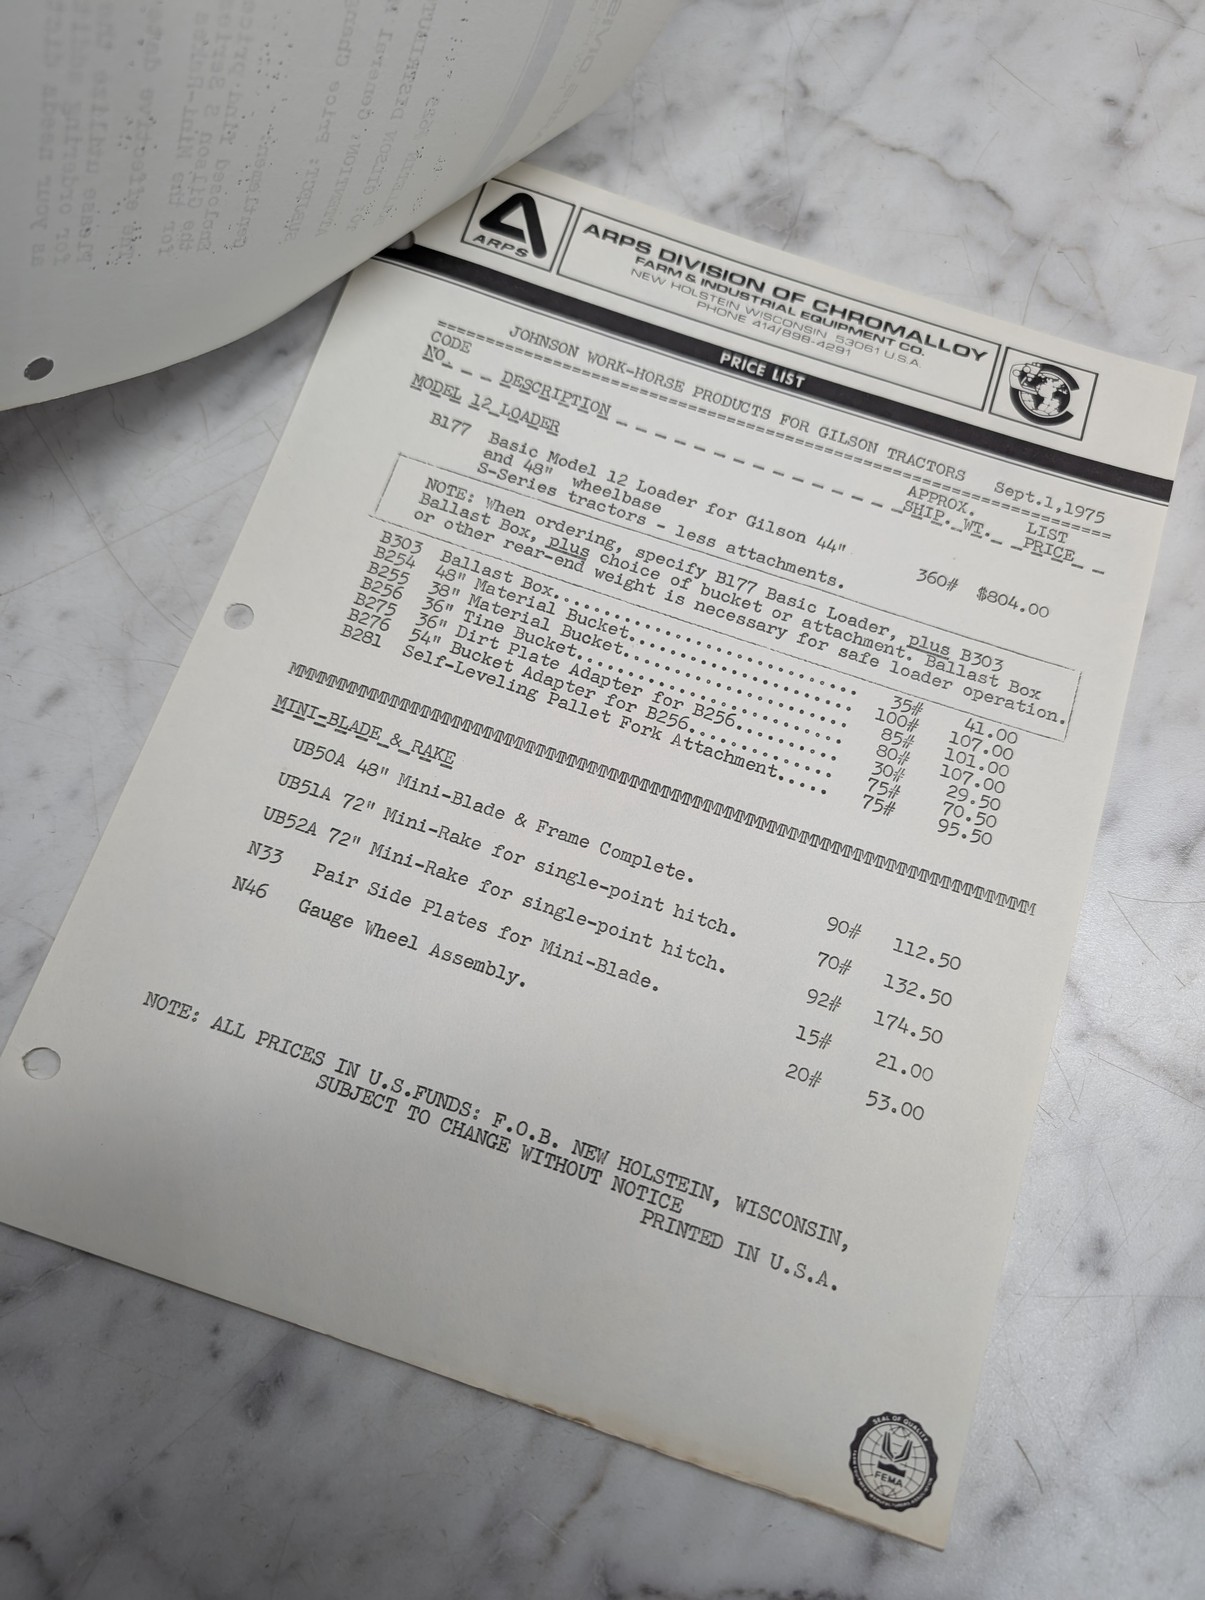 ARPS
ARPS DIVISION OF CHROMALLOY
FARM & INDUSTRIAL EQUIPMENT CO.
NEW HOLSTEIN WISCONSIN 53061 U.S.A.
PHONE 414/898-4291
PRICE LIST
JOHNSON WORK-HORSE PRODUCTS FOR GILSON TRACTORS Sept.1,1975
CODE NO. DESCRIPTION APPROX. SHIP. WT. LIST PRICE
MODEL 12 LOADER
B177 Basic Model 12 Loader for Gilson 44"
and 48" wheelbase
S-Series tractors - less attachments. 360# $804.00
NOTE: When ordering, specify B177 Basic Loader, plus B303
Ballast Box, plus choice of bucket or attachment. Ballast Box
or other rear-end weight is necessary for safe loader operation.
B303 Ballast Box.............................. 35# 41.00
B254 48" Material Bucket...................... 100# 107.00
B255 38" Material Bucket...................... 85# 101.00
B256 36" Tine Bucket.......................... 80# 107.00
B275 36" Dirt Plate Adapter for B256.......... 30# 29.50
B276 54" Bucket Adapter for B256.............. 75# 70.50
B281 Self-Leveling Pallet Fork Attachment..... 75# 95.50
MINI-BLADE & RAKE
UB50A 48" Mini-Blade & Frame Complete. 90# 112.50
UB51A 72" Mini-Rake for single-point hitch. 70# 132.50
UB52A 72" Mini-Rake for single-point hitch. 92# 174.50
N33 Pair Side Plates for Mini-Blade. 15# 21.00
N46 Gauge Wheel Assembly. 20# 53.00
NOTE: ALL PRICES IN U.S.FUNDS: F.O.B. NEW HOLSTEIN, WISCONSIN,
SUBJECT TO CHANGE WITHOUT NOTICE
PRINTED IN U.S.A.
SEAL OF QUALITY
FEMA